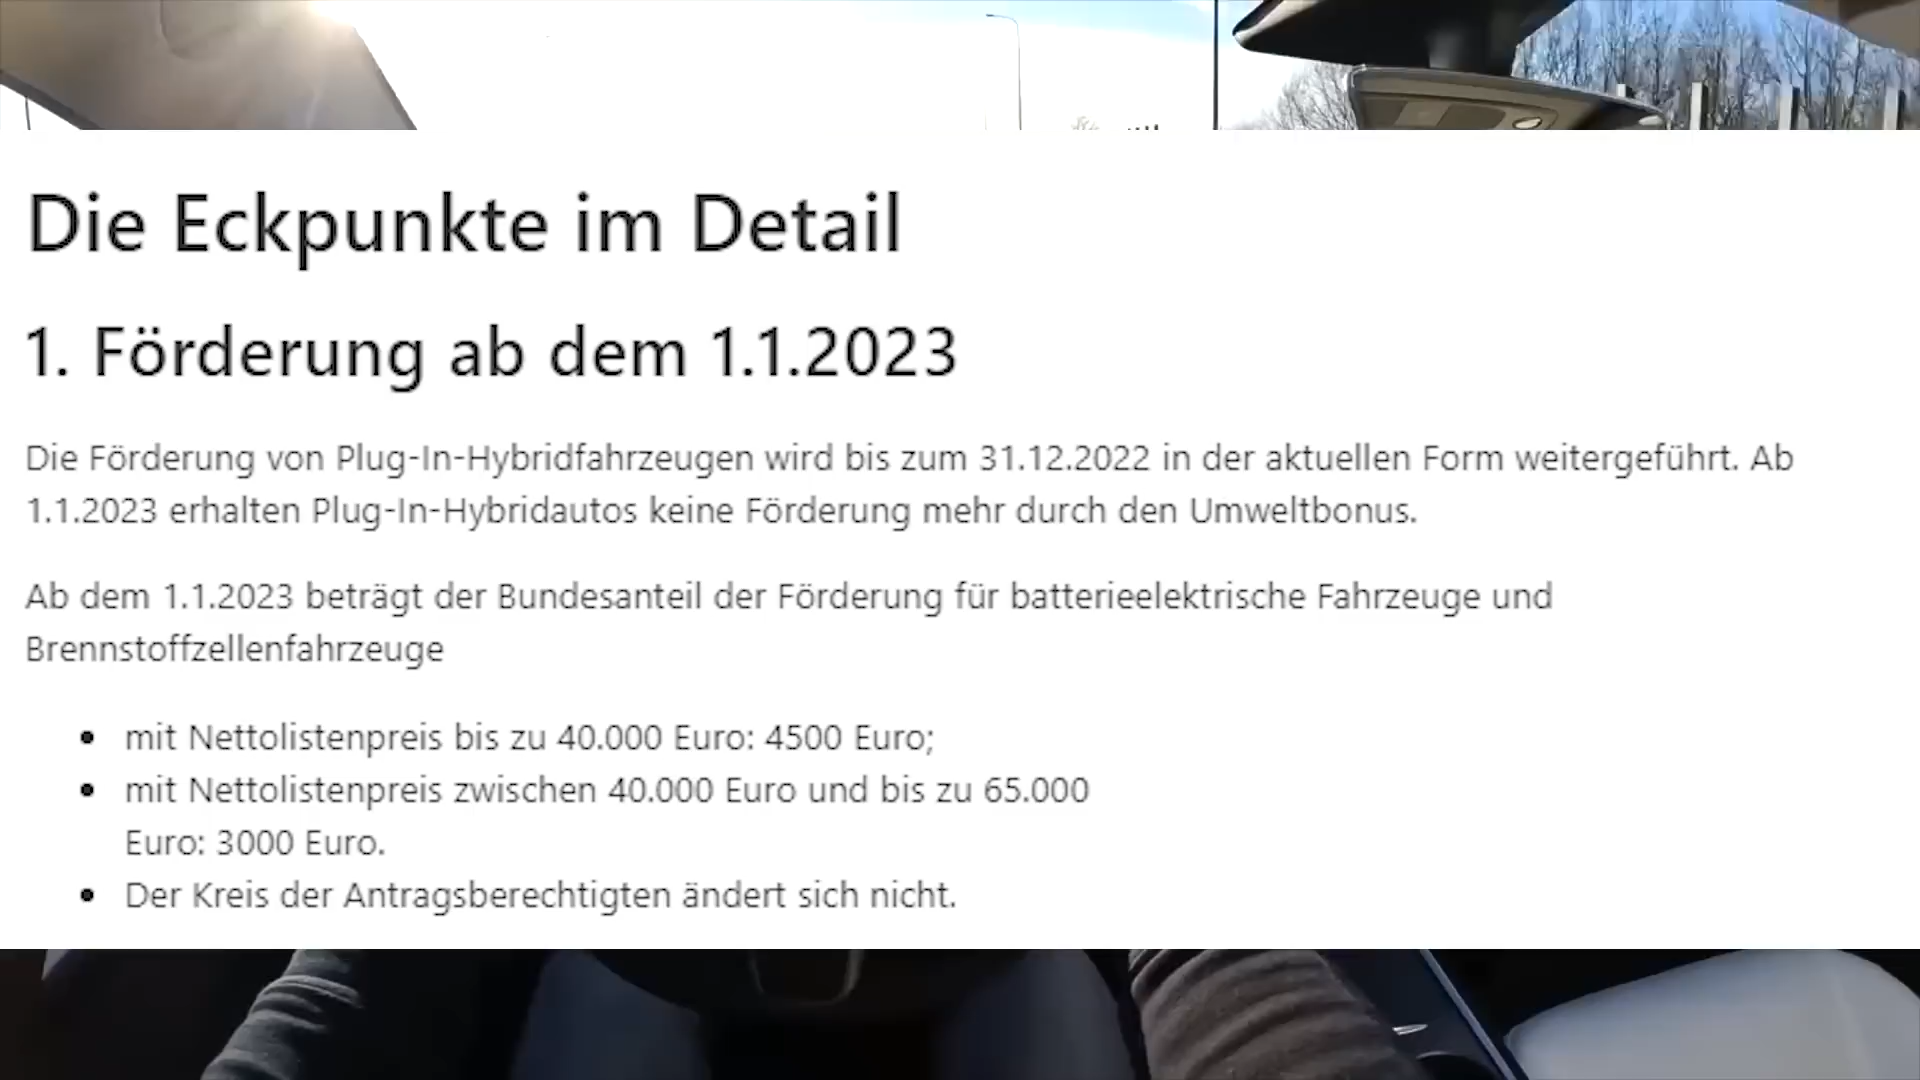 Die Eckpunkte im Detail
1. Förderung ab dem 1.1.2023
Die Förderung von Plug-In-Hybridfahrzeugen wird bis zum 31.12.2022 in der aktuellen Form weitergeführt. Ab
1.1.2023 erhalten Plug-In-Hybridautos keine Förderung mehr durch den Umweltbonus.
Ab dem 1.1.2023 beträgt der Bundesanteil der Förderung für batterieelektrische Fahrzeuge und
Brennstoffzellenfahrzeuge
• mit Nettolistenpreis bis zu 40.000 Euro: 4500 Euro;
• mit Nettolistenpreis zwischen 40.000 Euro und bis zu 65.000
Euro: 3000 Euro.
• Der Kreis der Antragsberechtigten ändert sich nicht.